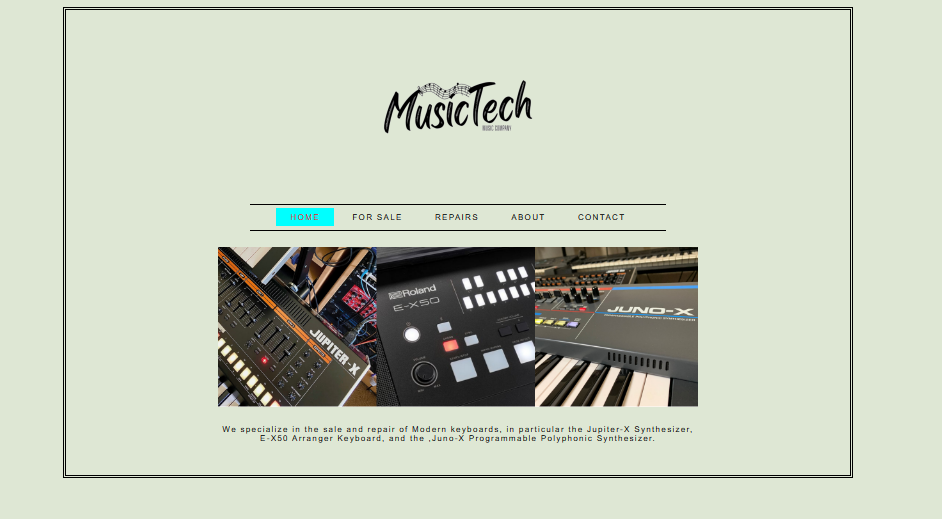 MusicTech
MUSIC COMPANY
HOME FOR SALE REPAIRS ABOUT CONTACT
JUPITER-X
Roland
E-X50
JUNO-X
We specialize in the sale and repair of Modern keyboards, in particular the Jupiter-X Synthesizer,
E-X50 Arranger Keyboard, and the ,Juno-X Programmable Polyphonic Synthesizer.